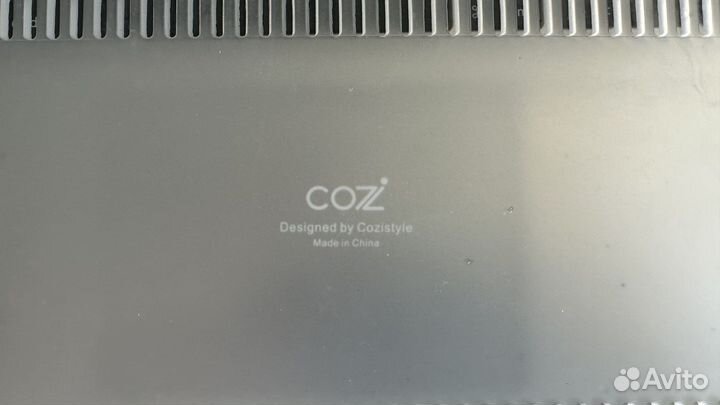 COZi
Designed by Cozistyle
Made in China
Avito